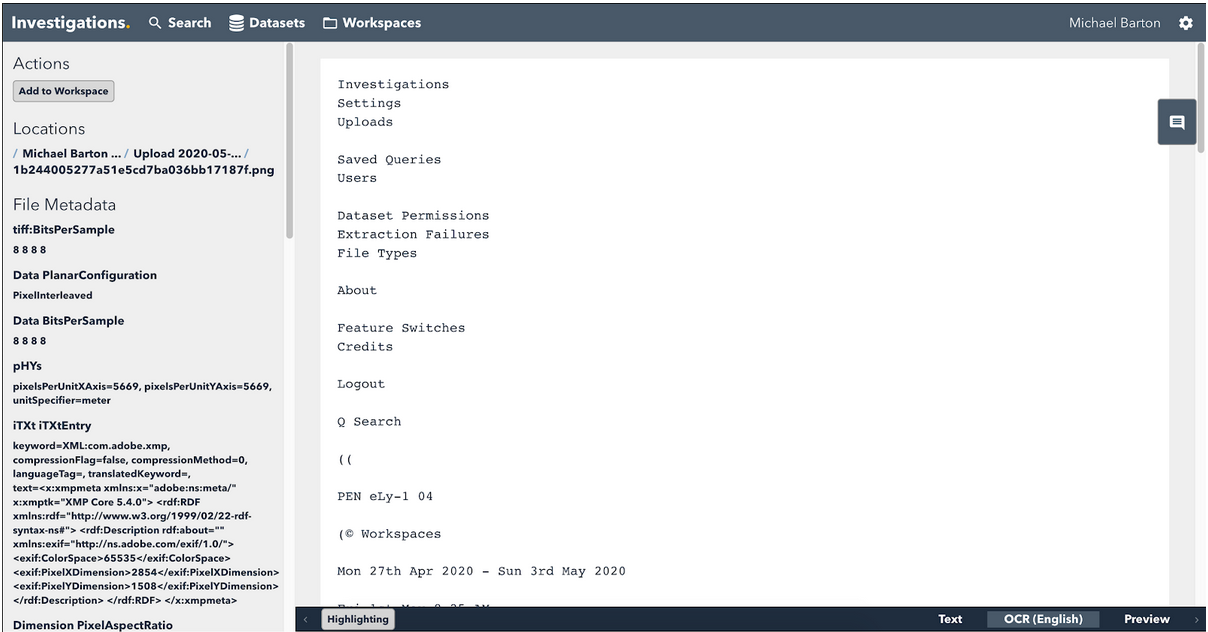 Investigations. Search Datasets Workspaces Michael Barton
Actions
Add to Workspace
Locations
/ Michael Barton ... / Upload 2020-05-... /
1b244005277a51e5cd7ba036bb17187f.png
File Metadata
tiff:BitsPerSample
8 8 8 8
Data PlanarConfiguration
PixelInterleaved
Data BitsPerSample
8 8 8 8
pHYs
pixelsPerUnitXAxis=5669, pixelsPerUnitYAxis=5669,
unitSpecifier=meter
iTXt iTXtEntry
keyword=XML:com.adobe.xmp,
compressionFlag=false, compressionMethod=0,
languageTag=, translatedKeyword=,
text=<x:xmpmeta xmlns:x="adobe:ns:meta/"
x:xmptk="XMP Core 5.4.0"> <rdf:RDF
xmlns:rdf="http://www.w3.org/1999/02/22-rdf-
syntax-ns#"> <rdf:Description rdf:about=""
xmlns:exif="http://ns.adobe.com/exif/1.0/">
<exif:ColorSpace>65535</exif:ColorSpace>
<exif:PixelXDimension>2854</exif:PixelXDimension>
<exif:PixelYDimension>1508</exif:PixelYDimension>
</rdf:Description> </rdf:RDF> </x:xmpmeta>
Dimension PixelAspectRatio
Investigations
Settings
Uploads
Saved Queries
Users
Dataset Permissions
Extraction Failures
File Types
About
Feature Switches
Credits
Logout
Q Search
((
PEN eLy-1 04
(© Workspaces
Mon 27th Apr 2020 - Sun 3rd May 2020
Highlighting Text OCR (English) Preview